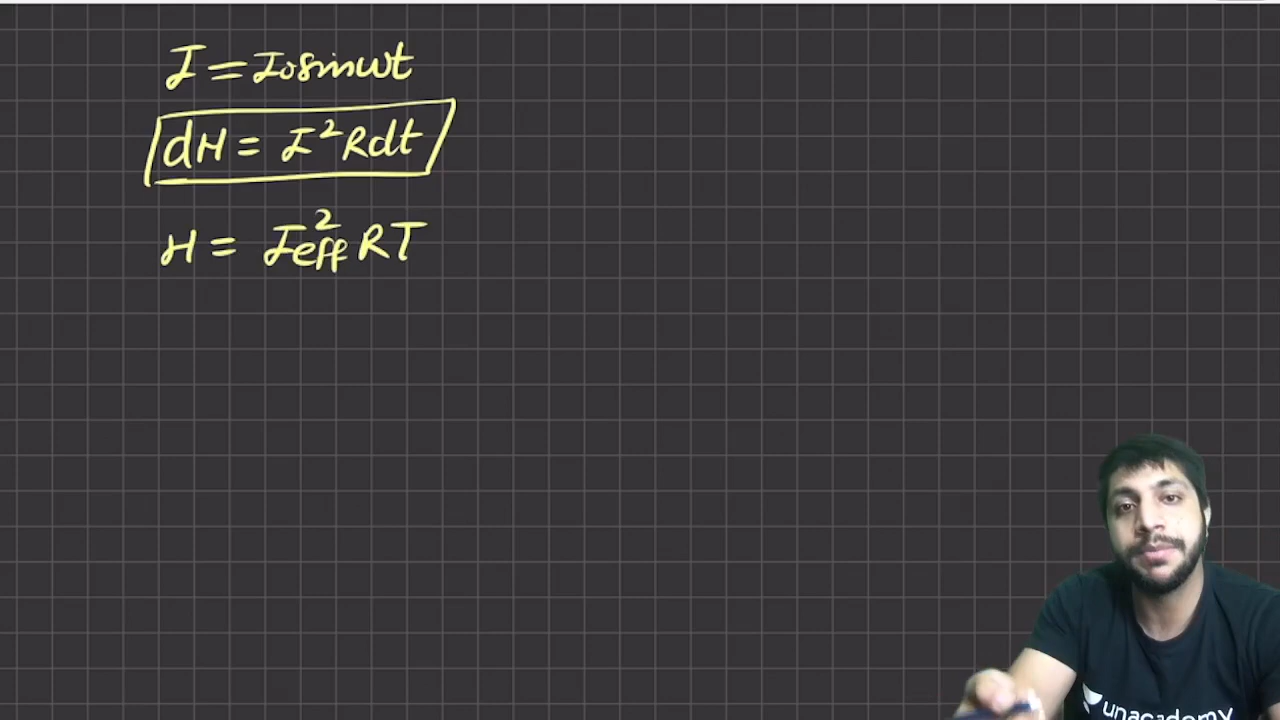 I = I₀sinωt
dH = I²Rdt
H = I²eff RT
unacademy